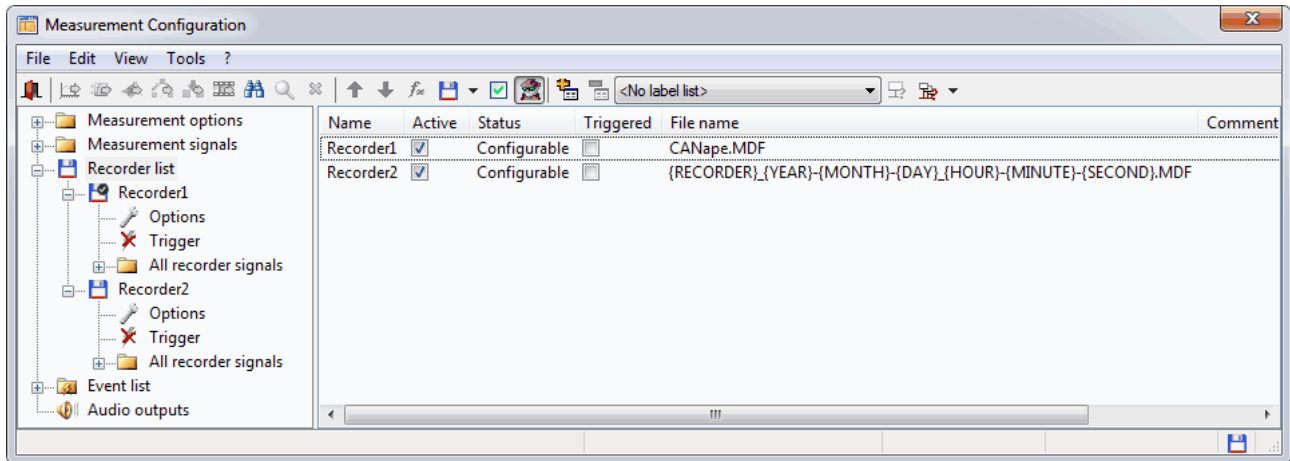 Measurement Configuration
File Edit View Tools ?
<No label list>
Measurement options
Measurement signals
Recorder list
Recorder1
Options
Trigger
All recorder signals
Recorder2
Options
Trigger
All recorder signals
Event list
Audio outputs
Name Active Status Triggered File name Comment
Recorder1 Configurable CANape.MDF
Recorder2 Configurable {RECORDER}_{YEAR}-{MONTH}-{DAY}_{HOUR}-{MINUTE}-{SECOND}.MDF